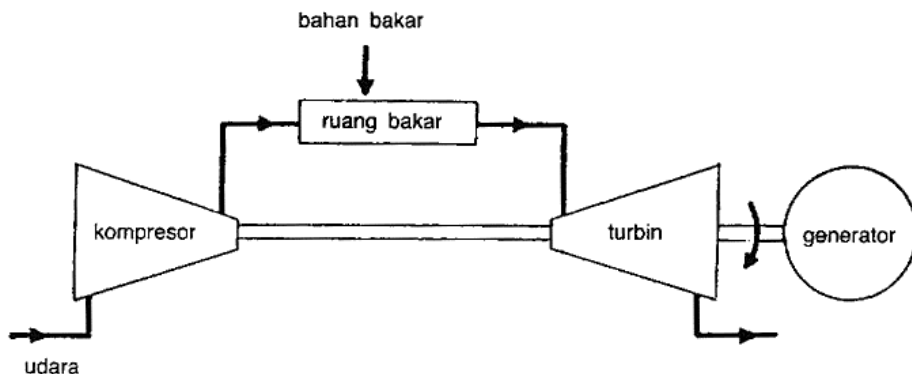 bahan bakar
ruang bakar
kompresor
turbin
generator
udara